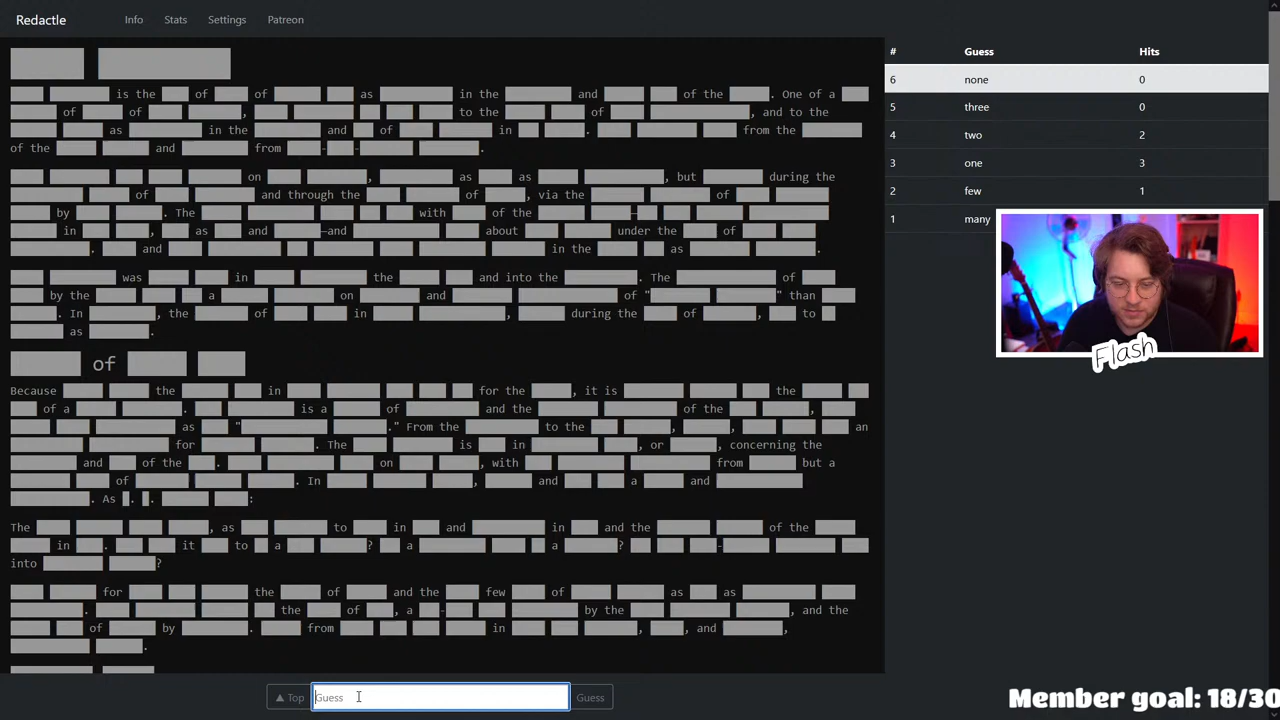 Redactle Info Stats Settings Patreon
# Guess Hits
6 none 0
5 three 0
4 two 2
3 one 3
2 few 1
1 many
is the of of as in the and of the . One of a
of of , to the of , and to the
as in the and of in . from the
of the and from - - .
on , as as , but during the
of and through the of , via the of
by . The with of the —
in , as and —and about under the of
. and in the as .
was in the and into the . The of
by the a on and of " " than
. In , the of in , during the of , to
as .
of
Because the in for the , it is the
of a . is a of and the of the ,
as " ." From the to the , , an
for . The is in , or , concerning the
and of the . on , with from but a
of . In , and a and
. As . . :
The , as to in and in and the of the
in . it to a ? a a ? -
into ?
for the of and the few of as as
. the of , a - by the , and the
of by . from in , , and ,
.
Flash
▲ Top Guess Guess
Member goal: 18/30